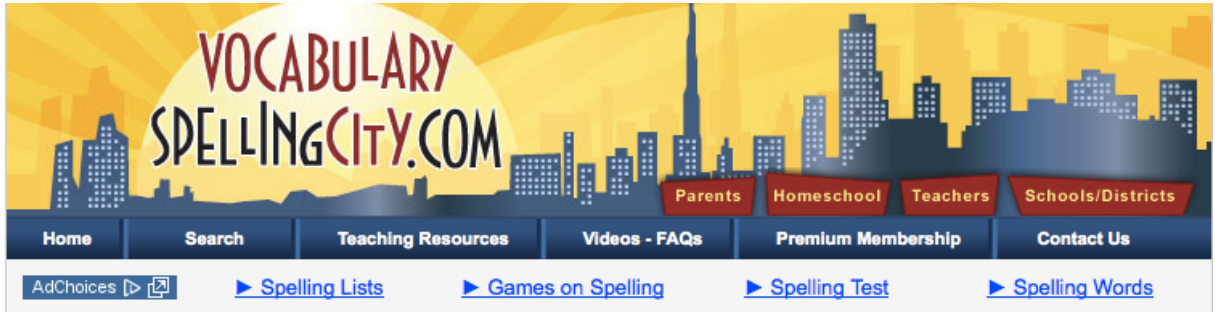 VOCABULARY
SPELLINGCITY.COM
Parents Homeschool Teachers Schools/Districts
Home Search Teaching Resources Videos - FAQs Premium Membership Contact Us
AdChoices ► Spelling Lists ► Games on Spelling ► Spelling Test ► Spelling Words